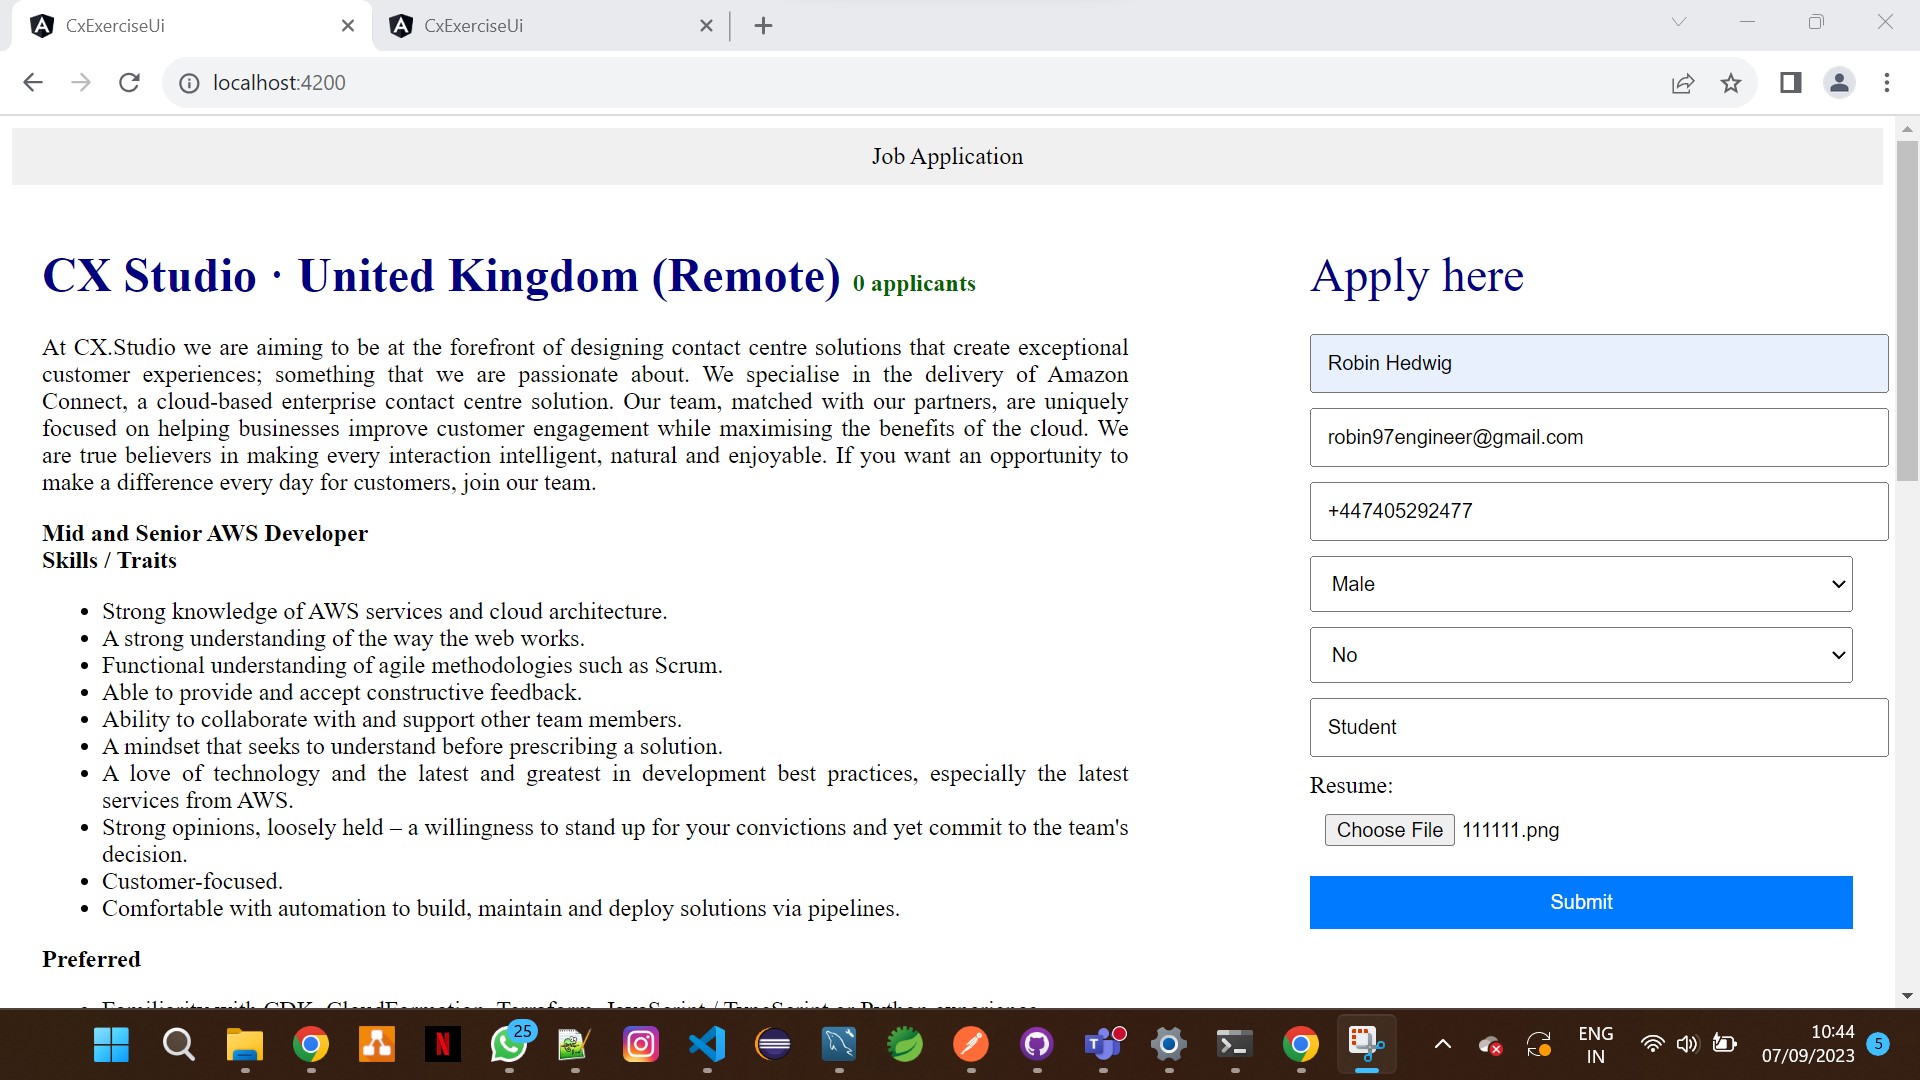 CxExerciseUi
CxExerciseUi
localhost:4200
Job Application
CX Studio · United Kingdom (Remote) 0 applicants
At CX.Studio we are aiming to be at the forefront of designing contact centre solutions that create exceptional
customer experiences; something that we are passionate about. We specialise in the delivery of Amazon
Connect, a cloud-based enterprise contact centre solution. Our team, matched with our partners, are uniquely
focused on helping businesses improve customer engagement while maximising the benefits of the cloud. We
are true believers in making every interaction intelligent, natural and enjoyable. If you want an opportunity to
make a difference every day for customers, join our team.
Mid and Senior AWS Developer
Skills / Traits
• Strong knowledge of AWS services and cloud architecture.
• A strong understanding of the way the web works.
• Functional understanding of agile methodologies such as Scrum.
• Able to provide and accept constructive feedback.
• Ability to collaborate with and support other team members.
• A mindset that seeks to understand before prescribing a solution.
• A love of technology and the latest and greatest in development best practices, especially the latest
services from AWS.
• Strong opinions, loosely held – a willingness to stand up for your convictions and yet commit to the team's
decision.
• Customer-focused.
• Comfortable with automation to build, maintain and deploy solutions via pipelines.
Preferred
• Familiarity with CDK, CloudFormation, Terraform, JavaScript / TypeScript or Python experience
Apply here
Robin Hedwig
robin97engineer@gmail.com
+447405292477
Male
No
Student
Resume:
Choose File 111111.png
Submit
25
ENG
IN
10:44
07/09/2023
5